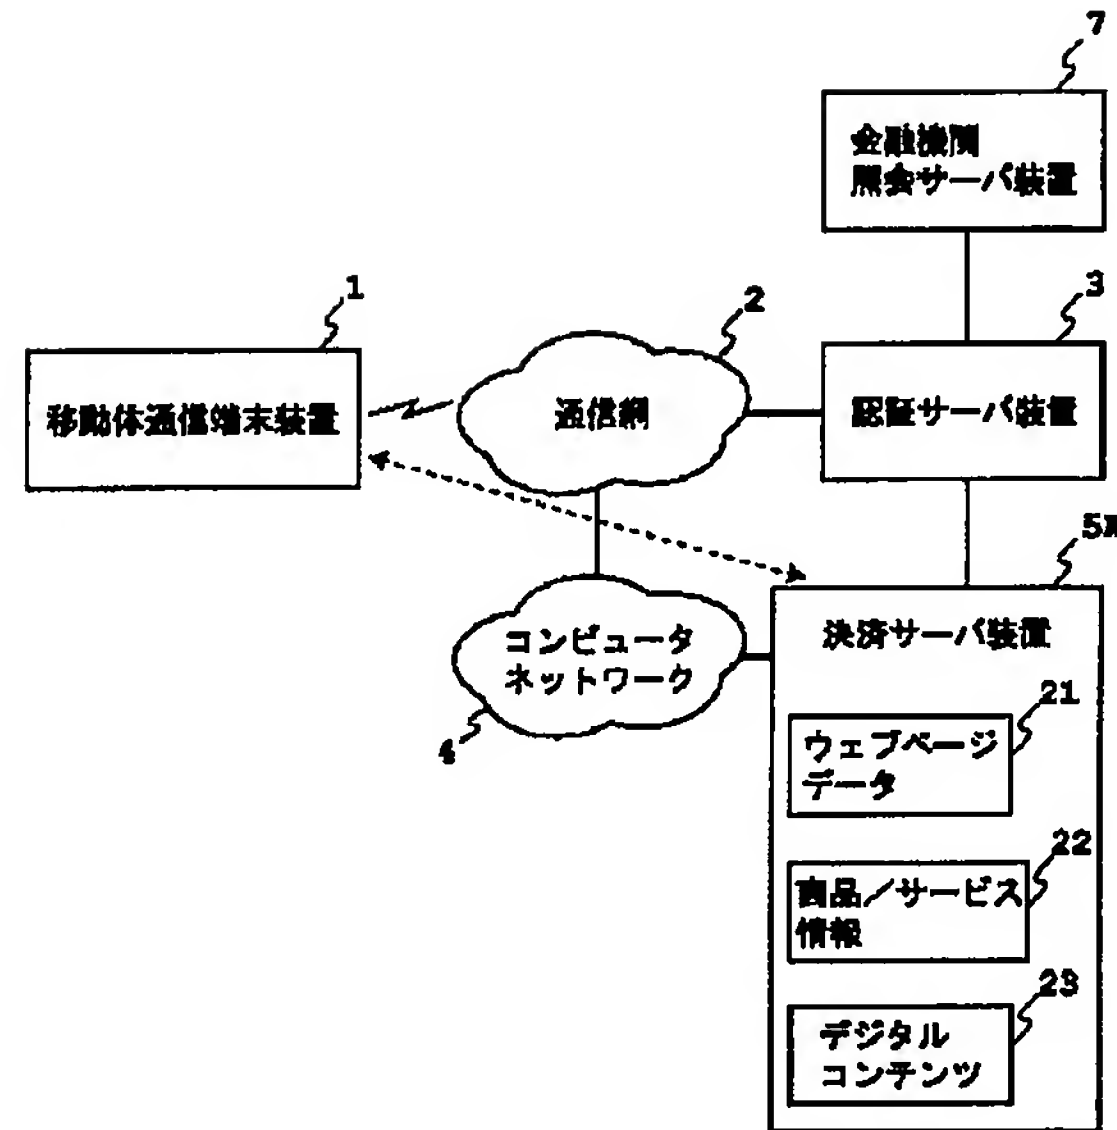 7
金融機関
照会サーバ装置
1
2
3
移動体通信端末装置
通信網
認証サーバ装置
決済サーバ装置
コンピュータ
ネットワーク
4
21
ウェブページ
データ
22
商品/サービス
情報
23
デジタル
コンテンツ